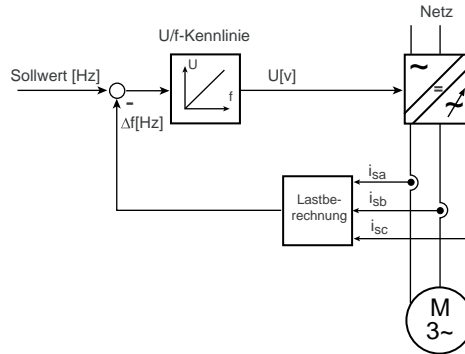 Netz
U/f-Kennlinie
Sollwert [Hz]
U
f
U[v]
~
=
~
-
Δf[Hz]
Lastbe-
rechnung
isa
isb
isc
M
3~